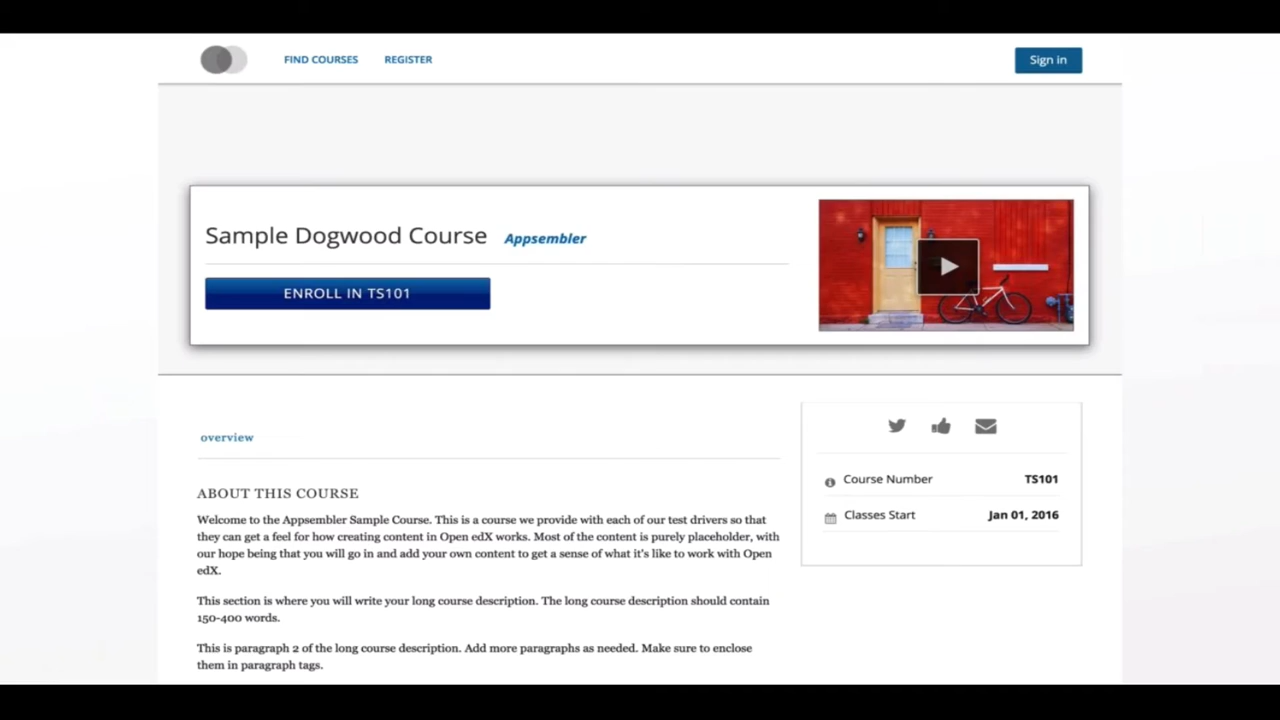 FIND COURSES REGISTER Sign in
Sample Dogwood Course Appsembler
ENROLL IN TS101
overview
ABOUT THIS COURSE
Welcome to the Appsembler Sample Course. This is a course we provide with each of our test drivers so that
they can get a feel for how creating content in Open edX works. Most of the content is purely placeholder, with
our hope being that you will go in and add your own content to get a sense of what it's like to work with Open
edX.
This section is where you will write your long course description. The long course description should contain
150-400 words.
This is paragraph 2 of the long course description. Add more paragraphs as needed. Make sure to enclose
them in paragraph tags.
Course Number TS101
Classes Start Jan 01, 2016